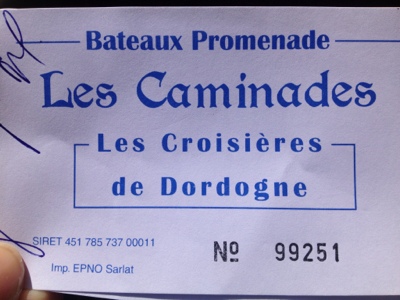 Bateaux Promenade
Les Caminades
Les Croisières
de Dordogne
SIRET 451 785 737 00011
Nº 99251
Imp. EPNO Sarlat